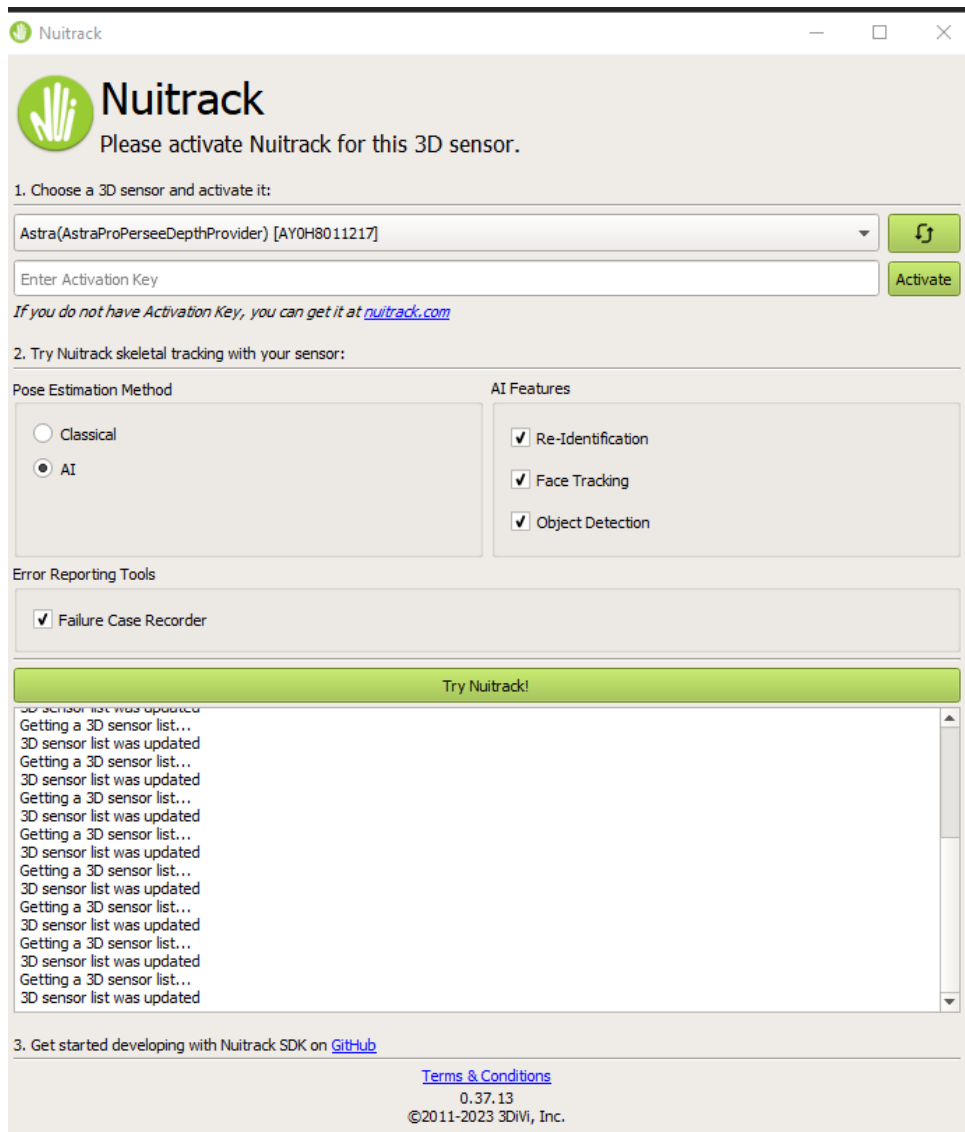 Nuitrack
Nuitrack
Please activate Nuitrack for this 3D sensor.
1. Choose a 3D sensor and activate it:
Astra(AstraProPerseeDepthProvider) [AY0H8011217]
Enter Activation Key
Activate
If you do not have Activation Key, you can get it at nuitrack.com
2. Try Nuitrack skeletal tracking with your sensor:
Pose Estimation Method
Classical
AI
AI Features
Re-Identification
Face Tracking
Object Detection
Error Reporting Tools
Failure Case Recorder
Try Nuitrack!
3D sensor list was updated
Getting a 3D sensor list...
3D sensor list was updated
Getting a 3D sensor list...
3D sensor list was updated
Getting a 3D sensor list...
3D sensor list was updated
Getting a 3D sensor list...
3D sensor list was updated
Getting a 3D sensor list...
3D sensor list was updated
Getting a 3D sensor list...
3D sensor list was updated
Getting a 3D sensor list...
3D sensor list was updated
Getting a 3D sensor list...
3D sensor list was updated
3. Get started developing with Nuitrack SDK on GitHub
Terms & Conditions
0.37.13
©2011-2023 3DiVi, Inc.